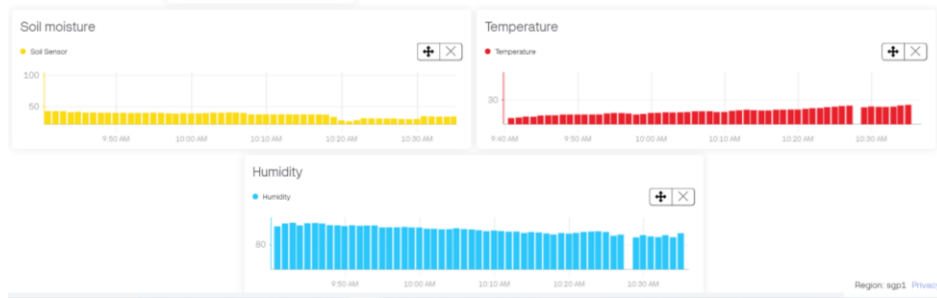 Soil moisture
Soil Sensor
100
50
9:50 AM 10:00 AM 10:10 AM 10:20 AM 10:30 AM
Temperature
Temperature
30
9:40 AM 9:50 AM 10:00 AM 10:10 AM 10:20 AM 10:30 AM
Humidity
Humidity
80
9:50 AM 10:00 AM 10:10 AM 10:20 AM 10:30 AM
Region: sgp1 Privacy